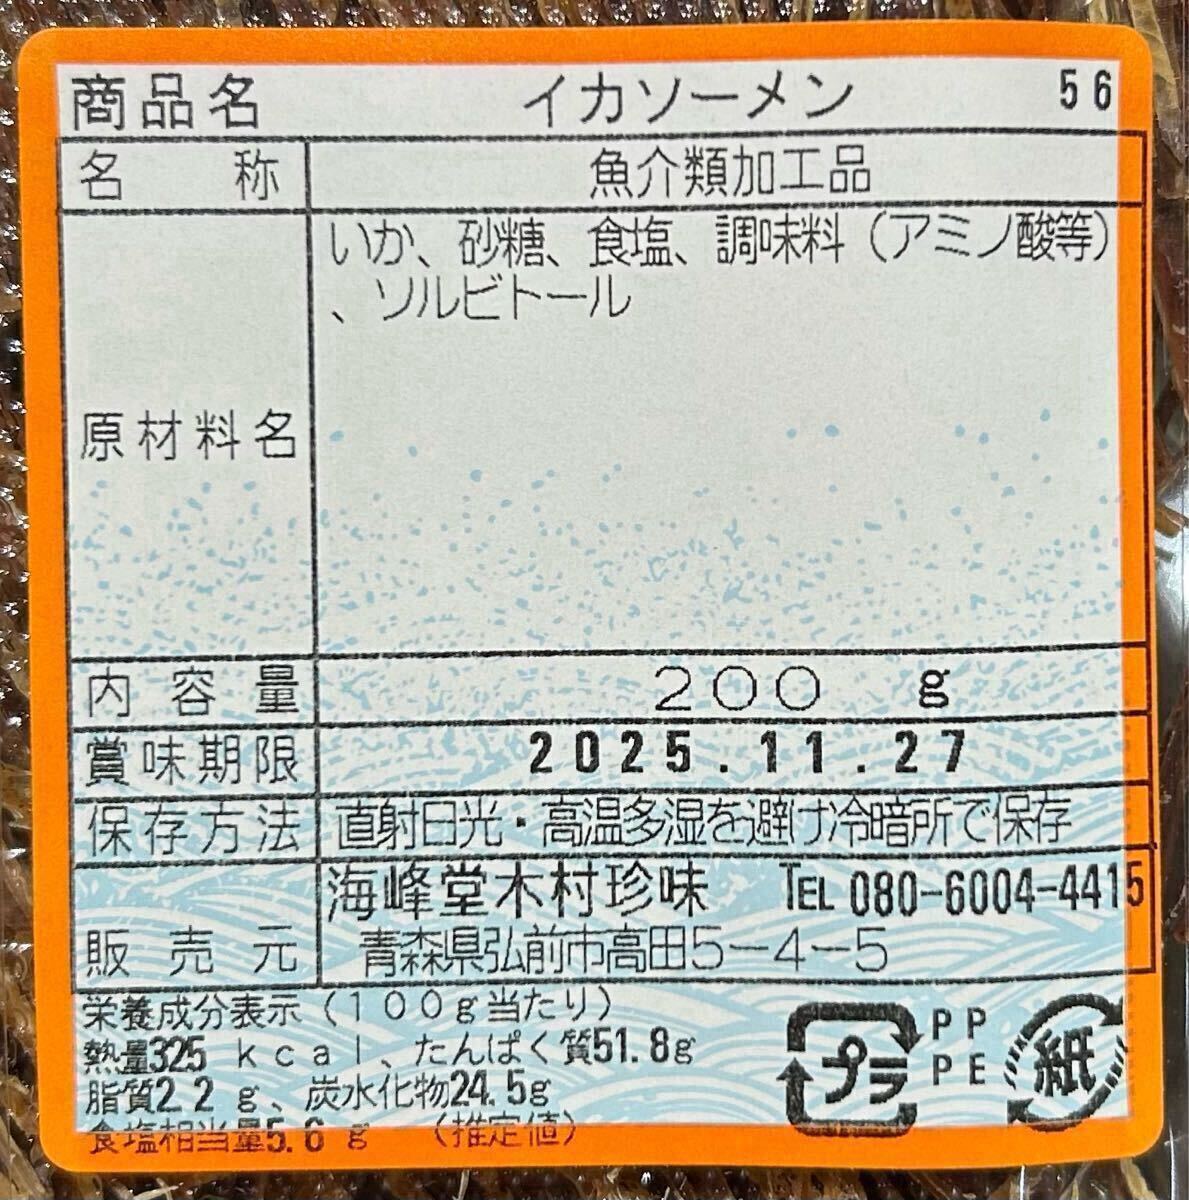 商品名 イカソーメン 56
名称 魚介類加工品
原材料名 いか、砂糖、食塩、調味料（アミノ酸等）
、ソルビトール
内容量 200 g
賞味期限 2025.11.27
保存方法 直射日光・高温多湿を避け冷暗所で保存
販売元 海峰堂木村珍味 TEL 080-6004-4415
青森県弘前市高田5-4-5
栄養成分表示（100g当たり）
熱量325 kcal、たんぱく質51.8g
脂質2.2 g、炭水化物24.5g
食塩相当量5.6 g （推定値）
プラ PP
PE
紙